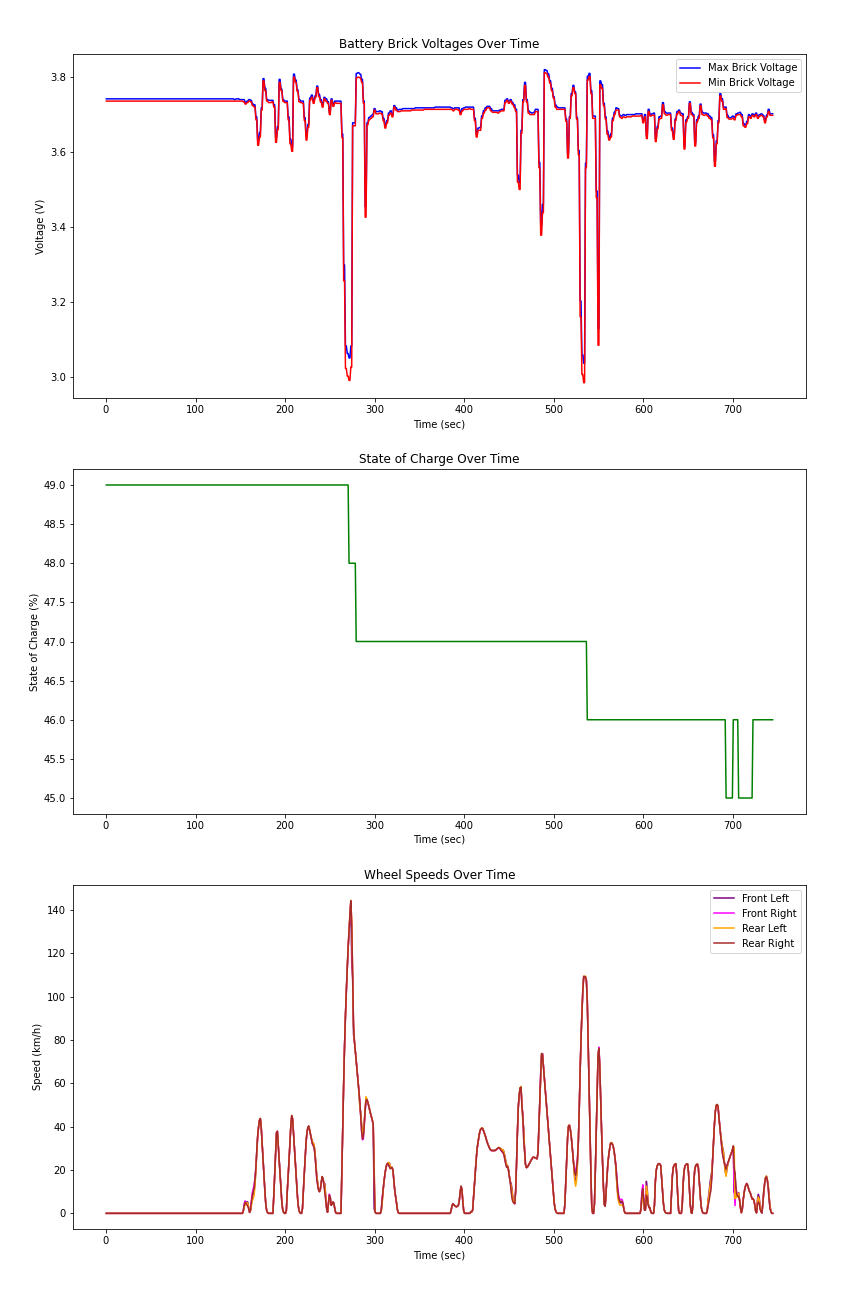 Battery Brick Voltages Over Time
Max Brick Voltage
Min Brick Voltage
Voltage (V)
3.8
3.6
3.4
3.2
3.0
0 100 200 300 400 500 600 700
Time (sec)
State of Charge Over Time
State of Charge (%)
49.0
48.5
48.0
47.5
47.0
46.5
46.0
45.5
45.0
0 100 200 300 400 500 600 700
Time (sec)
Wheel Speeds Over Time
Front Left
Front Right
Rear Left
Rear Right
Speed (km/h)
140
120
100
80
60
40
20
0
0 100 200 300 400 500 600 700
Time (sec)